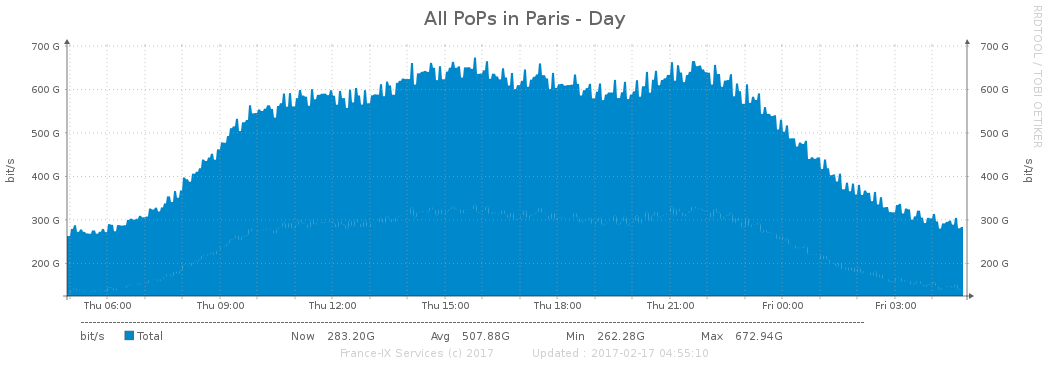 All PoPs in Paris - Day
RRDTOOL / TOBI OETIKER
700 G 700 G
600 G 600 G
500 G 500 G
400 G 400 G
300 G 300 G
200 G 200 G
bit/s bit/s
Thu 06:00 Thu 09:00 Thu 12:00 Thu 15:00 Thu 18:00 Thu 21:00 Fri 00:00 Fri 03:00
bit/s Total Now 283.20G Avg 507.88G Min 262.28G Max 672.94G
France-IX Services (c) 2017 Updated : 2017-02-17 04:55:10